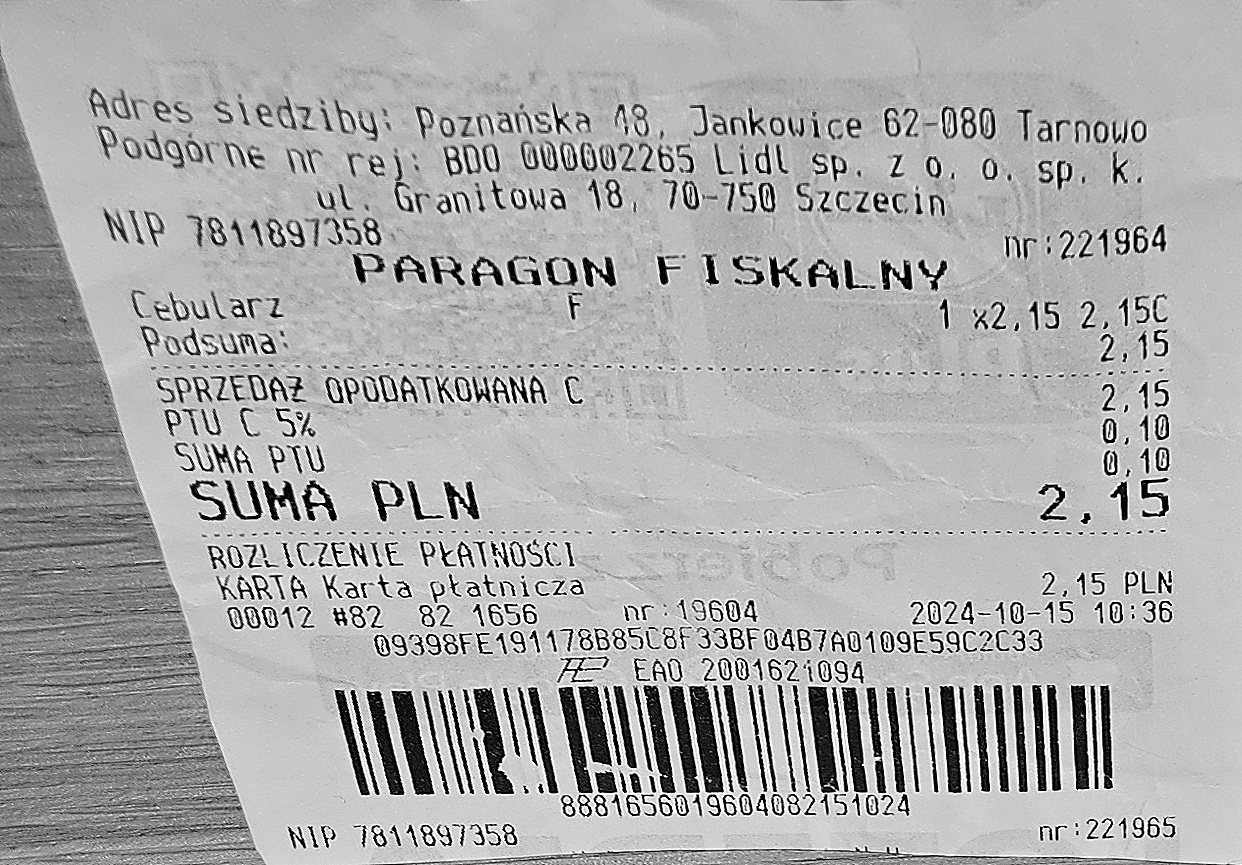 Adres siedziby: Poznańska 48, Jankowice 62-080 Tarnowo
Podgórne nr rej: BDO 000002265 Lidl sp. z o. o. sp. k.
ul. Granitowa 18, 70-750 Szczecin
NIP 7811897358 nr:221964
PARAGON FISKALNY
Cebularz F 1 x2,15 2,15C
Podsuma: 2,15
SPRZEDAŻ OPODATKOWANA C 2,15
PTU C 5% 0,10
SUMA PTU 0,10
SUMA PLN 2,15
ROZLICZENIE PŁATNOŚCI
KARTA Karta płatnicza 2,15 PLN
00012 #82 82 1656 nr:19604 2024-10-15 10:36
09398FE191178B85C8F33BF04B7A0109E59C2C33
EAO 2001621094
8881656019604082151024
NIP 7811897358 nr:221965